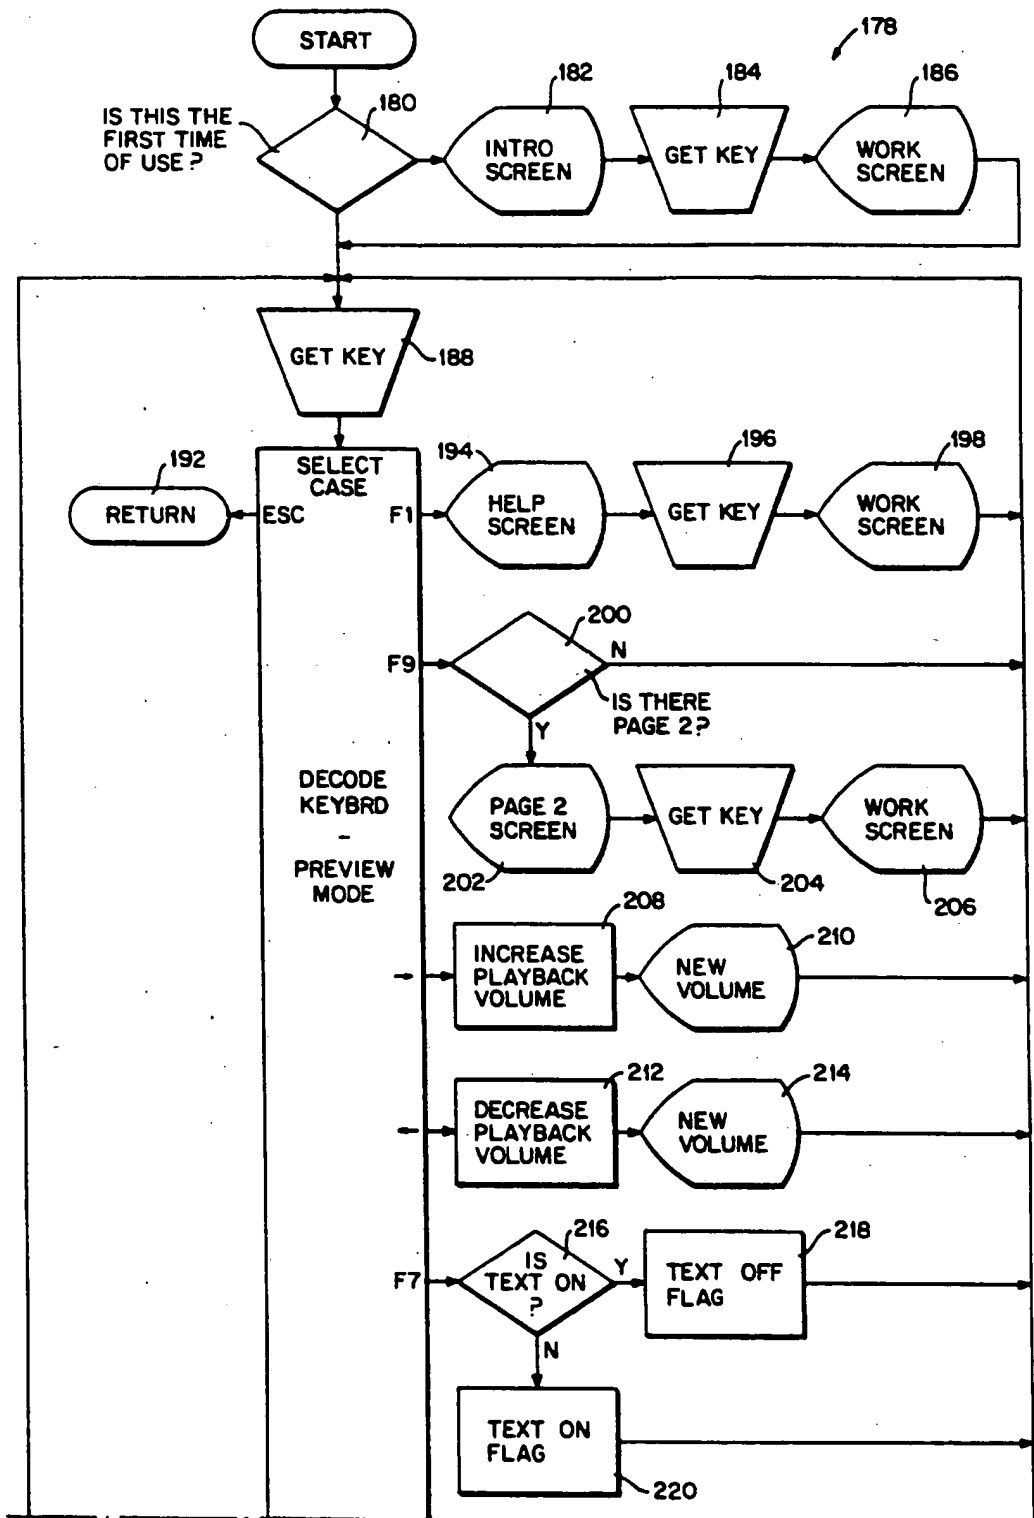 START
178
IS THIS THE
FIRST TIME
OF USE?
180
182
INTRO
SCREEN
184
GET KEY
186
WORK
SCREEN
GET KEY
188
SELECT
CASE
192
RETURN
ESC
F1
194
HELP
SCREEN
196
GET KEY
198
WORK
SCREEN
F9
200
N
IS THERE
PAGE 2?
Y
DECODE
KEYBRD
-
PREVIEW
MODE
PAGE 2
SCREEN
202
GET KEY
204
WORK
SCREEN
206
→
208
INCREASE
PLAYBACK
VOLUME
210
NEW
VOLUME
←
212
DECREASE
PLAYBACK
VOLUME
214
NEW
VOLUME
F7
216
IS
TEXT ON
?
Y
218
TEXT OFF
FLAG
N
TEXT ON
FLAG
220